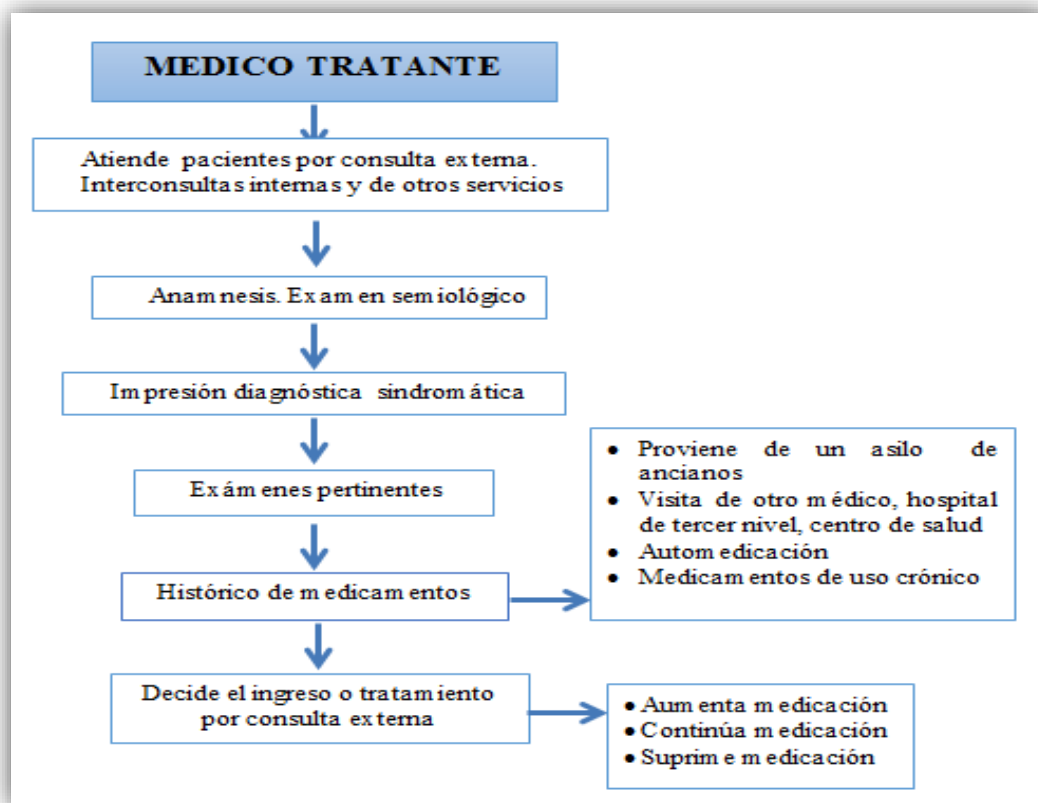 MEDICO TRATANTE
Atiende pacientes por consulta externa.
Interconsultas internas y de otros servicios
Anamnesis. Examen semiológico
Impresión diagnóstica sindromática
Exámenes pertinentes
Histórico de medicamentos
• Proviene de un asilo de
ancianos
• Visita de otro médico, hospital
de tercer nivel, centro de salud
• Automedicación
• Medicamentos de uso crónico
Decide el ingreso o tratamiento
por consulta externa
• Aumenta medicación
• Continúa medicación
• Suprime medicación